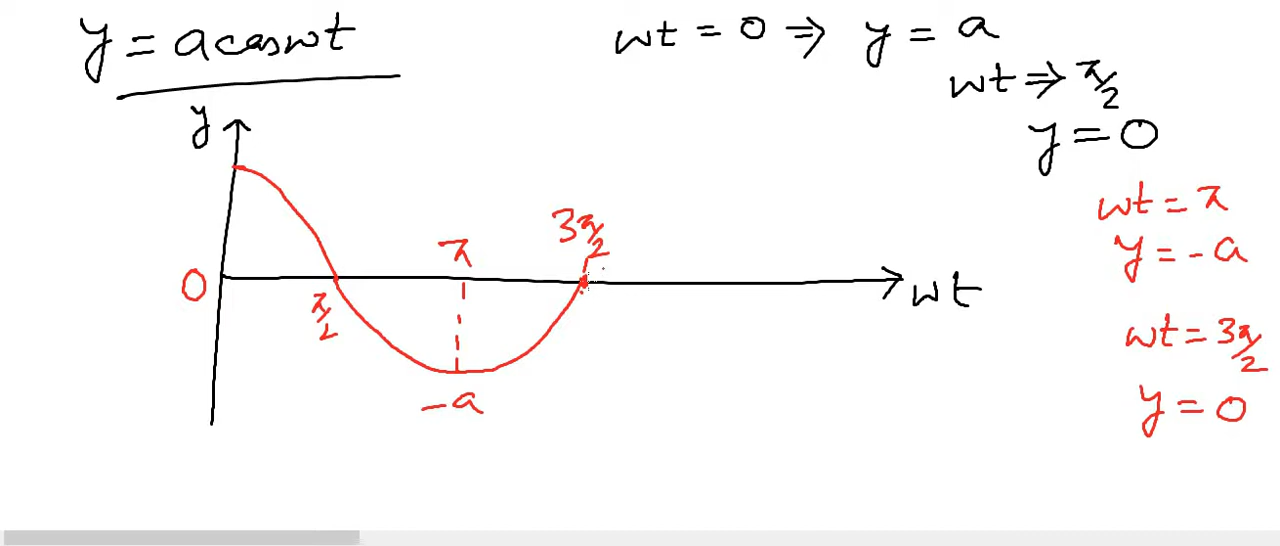 y = a cos wt
wt = 0 ⇒ y = a
wt ⇒ π/2
y = 0
y
wt = π
y = -a
3π/2
π
0
wt
π/2
wt = 3π/2
-a
y = 0